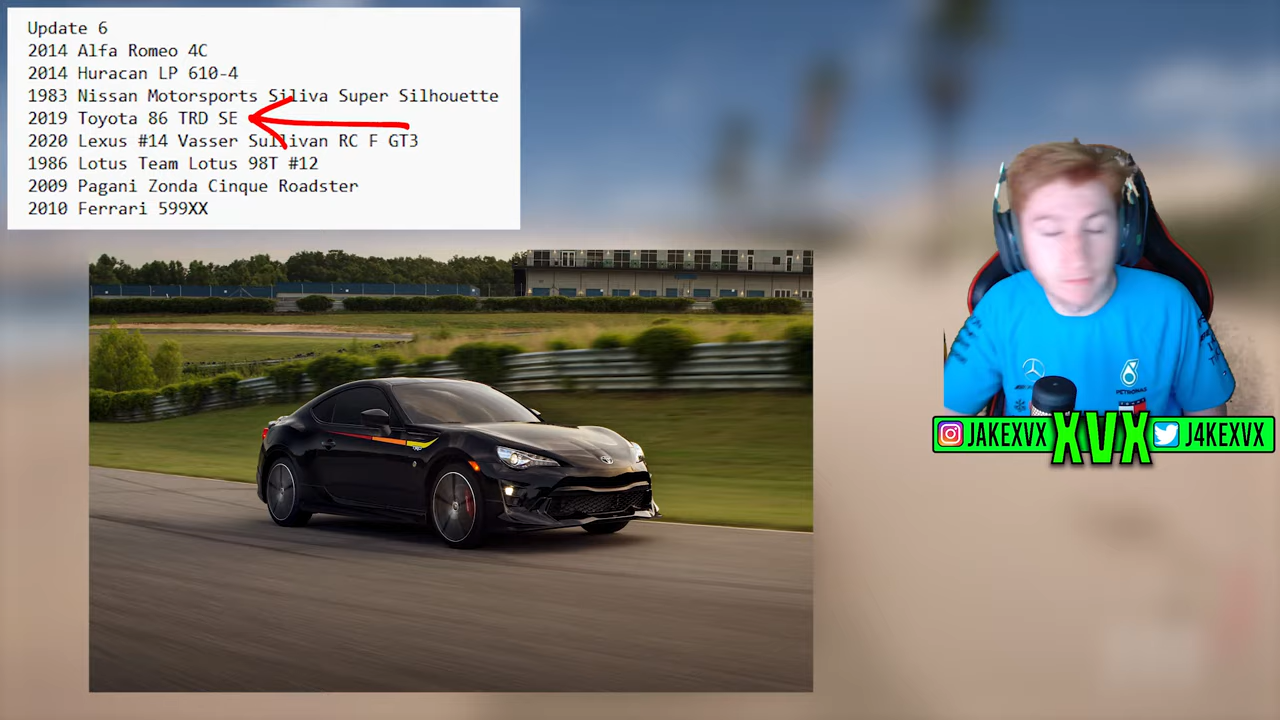 Update 6
2014 Alfa Romeo 4C
2014 Huracan LP 610-4
1983 Nissan Motorsports Siliva Super Silhouette
2019 Toyota 86 TRD SE
2020 Lexus #14 Vasser Sullivan RC F GT3
1986 Lotus Team Lotus 98T #12
2009 Pagani Zonda Cinque Roadster
2010 Ferrari 599XX
JAKEXVX XVX J4KEXVX
PETRONAS